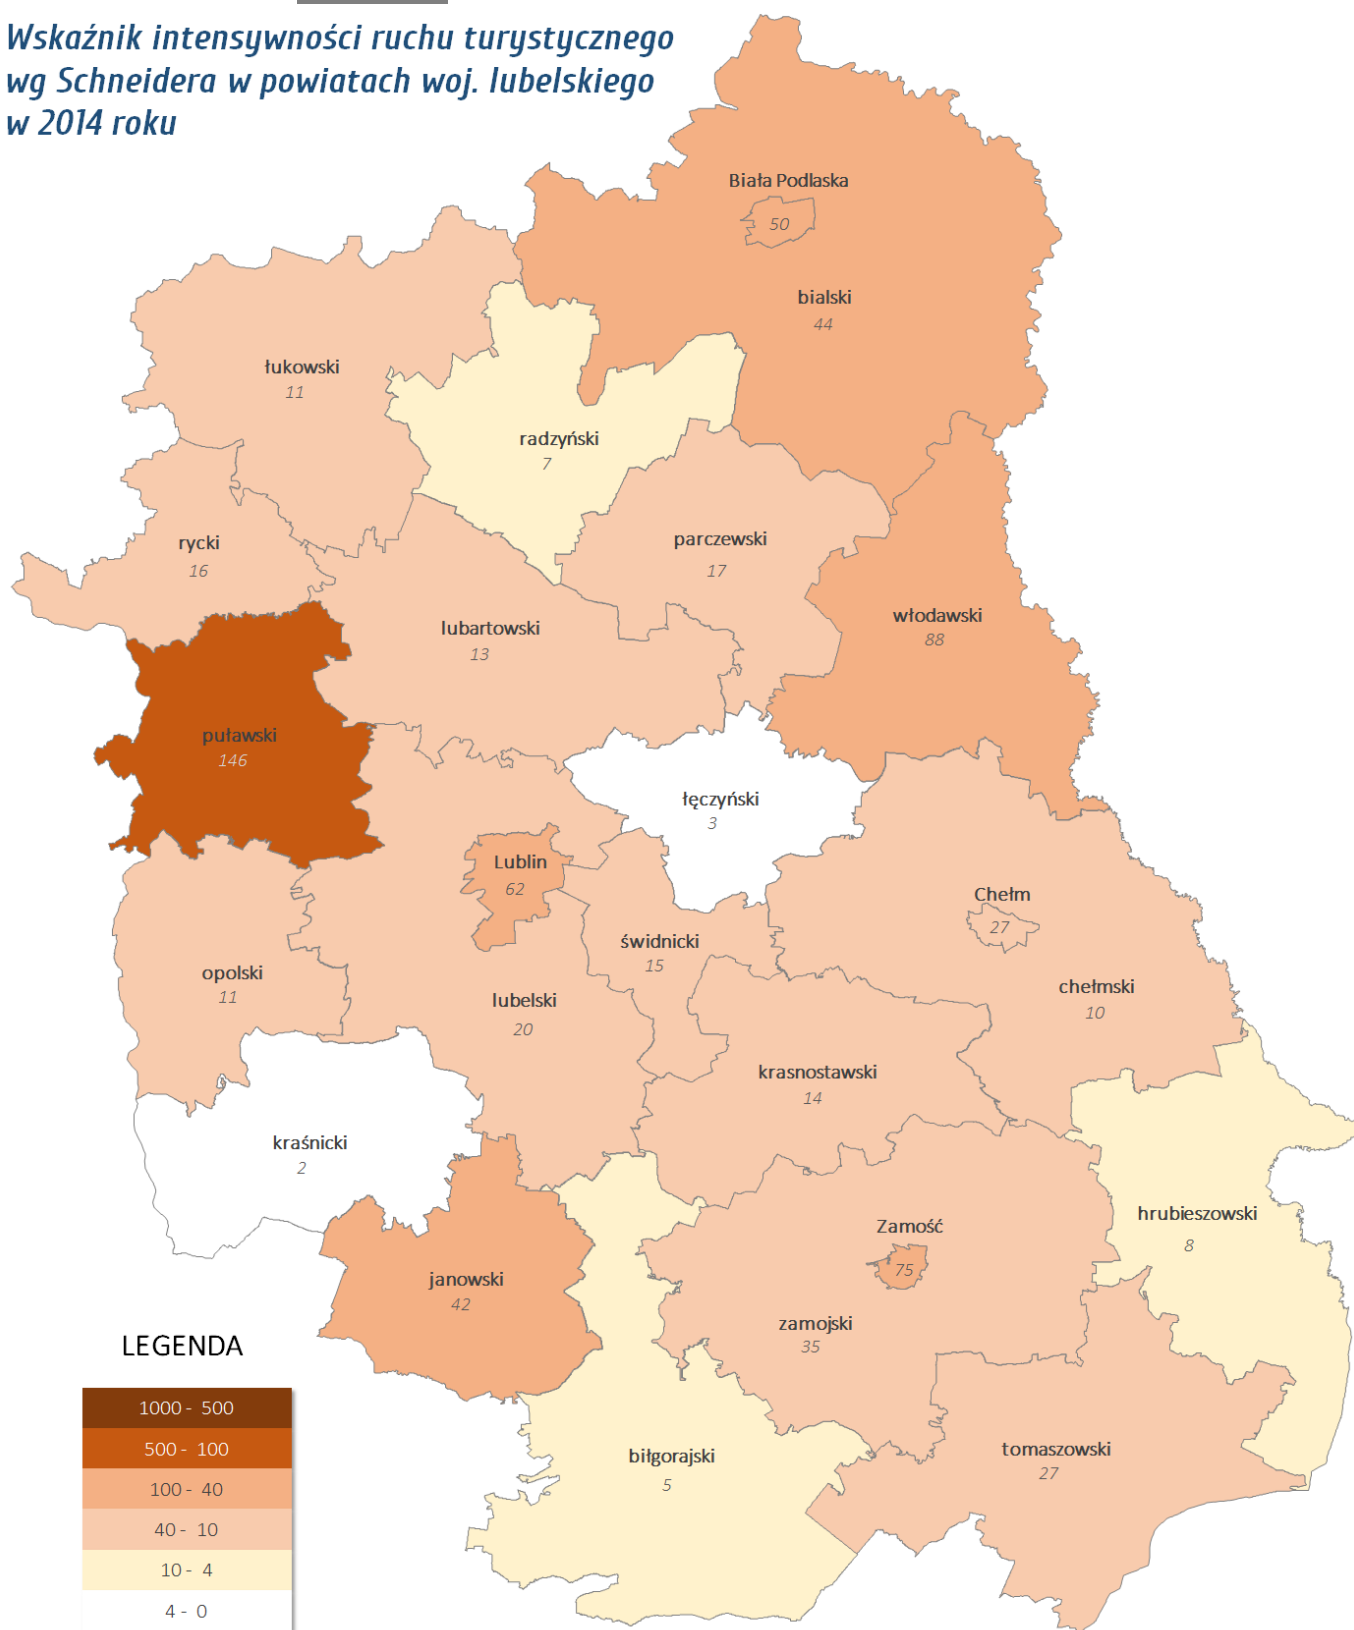 Wskaźnik intensywności ruchu turystycznego
wg Schneidera w powiatach woj. lubelskiego
w 2014 roku
Biała Podlaska
50
bialski
44
łukowski
11
radzyński
7
rycki
16
parczewski
17
włodawski
88
lubartowski
13
puławski
146
łęczyński
3
Lublin
62
Chełm
27
świdnicki
15
opolski
11
lubelski
20
chełmski
10
krasnostawski
14
kraśnicki
2
hrubieszowski
8
Zamość
75
janowski
42
zamojski
35
biłgorajski
5
tomaszowski
27
LEGENDA
1000 - 500
500 - 100
100 - 40
40 - 10
10 - 4
4 - 0